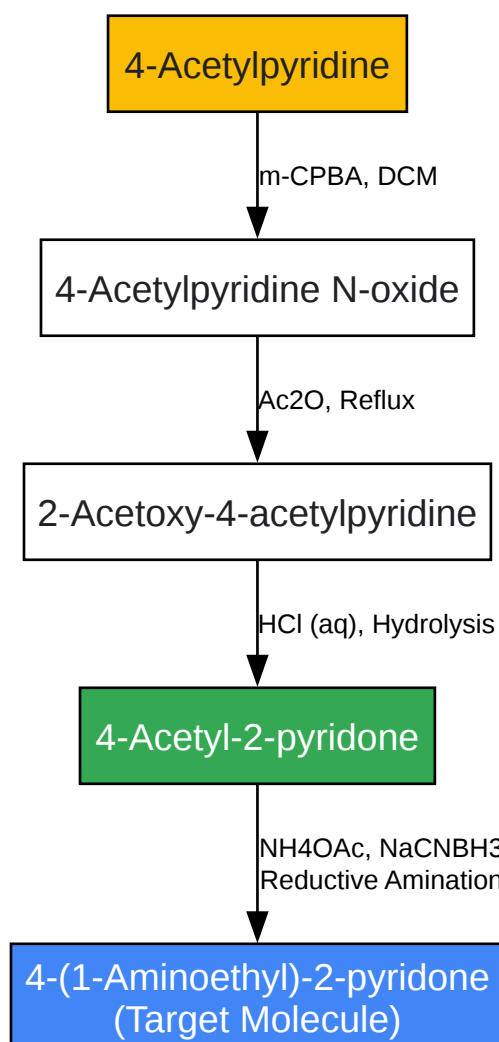 4-Acetylpyridine
m-CPBA, DCM
4-Acetylpyridine N-oxide
Ac2O, Reflux
2-Acetoxy-4-acetylpyridine
HCl (aq), Hydrolysis
4-Acetyl-2-pyridone
NH4OAc, NaCNBH3
Reductive Amination
4-(1-Aminoethyl)-2-pyridone
(Target Molecule)